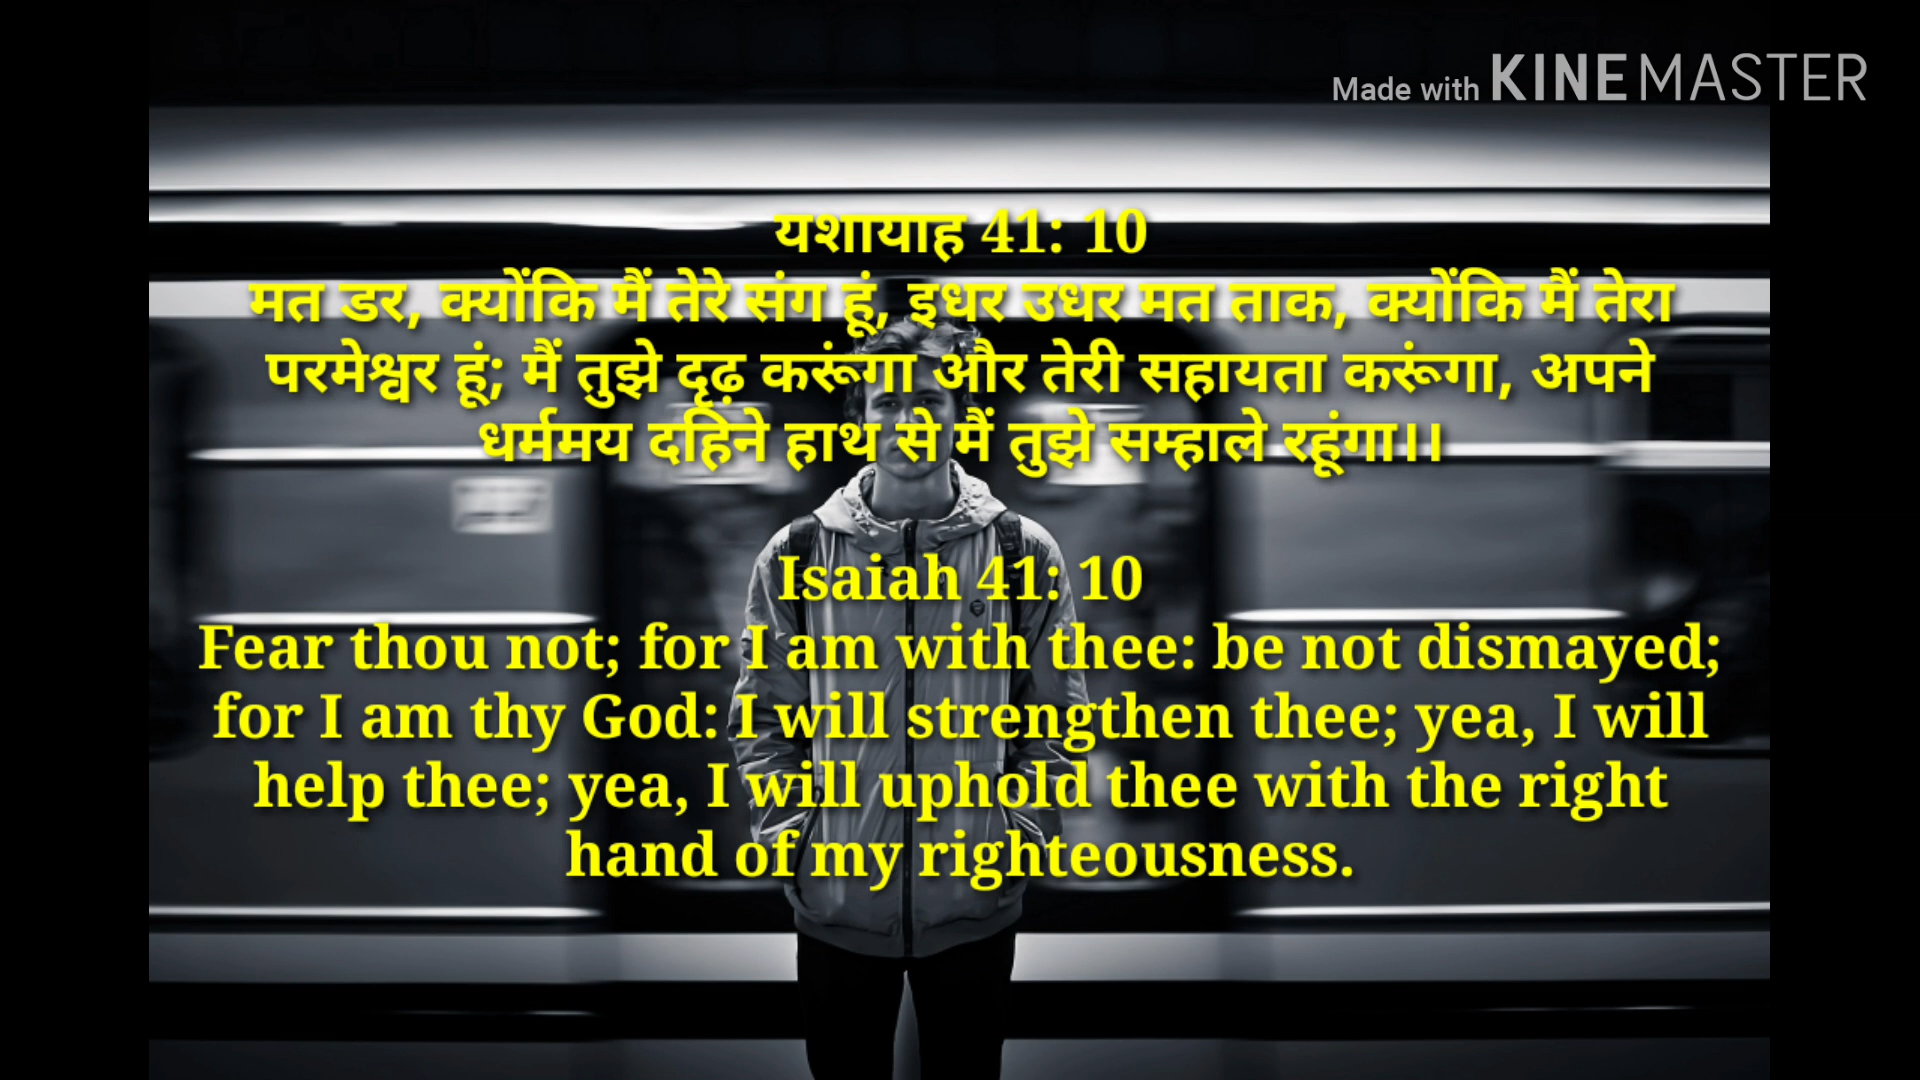 Made with KINEMASTER
यशायाह 41: 10
मत डर, क्योंकि मैं तेरे संग हूं, इधर उधर मत ताक, क्योंकि मैं तेरा
परमेश्वर हूं; मैं तुझे दृढ़ करूंगा और तेरी सहायता करूंगा, अपने
धर्ममय दहिने हाथ से मैं तुझे सम्हाले रहूंगा।।
Isaiah 41: 10
Fear thou not; for I am with thee: be not dismayed;
for I am thy God: I will strengthen thee; yea, I will
help thee; yea, I will uphold thee with the right
hand of my righteousness.